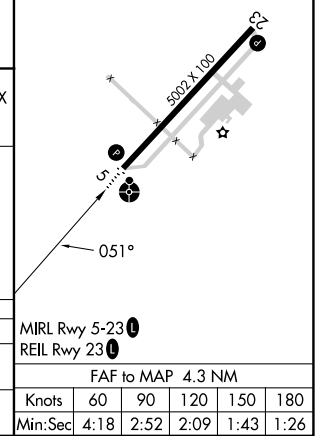 23
P
5002 X 100
X
P
5
051°
MIRL Rwy 5-23 L
REIL Rwy 23 L
FAF to MAP 4.3 NM
Knots 60 90 120 150 180
Min:Sec 4:18 2:52 2:09 1:43 1:26